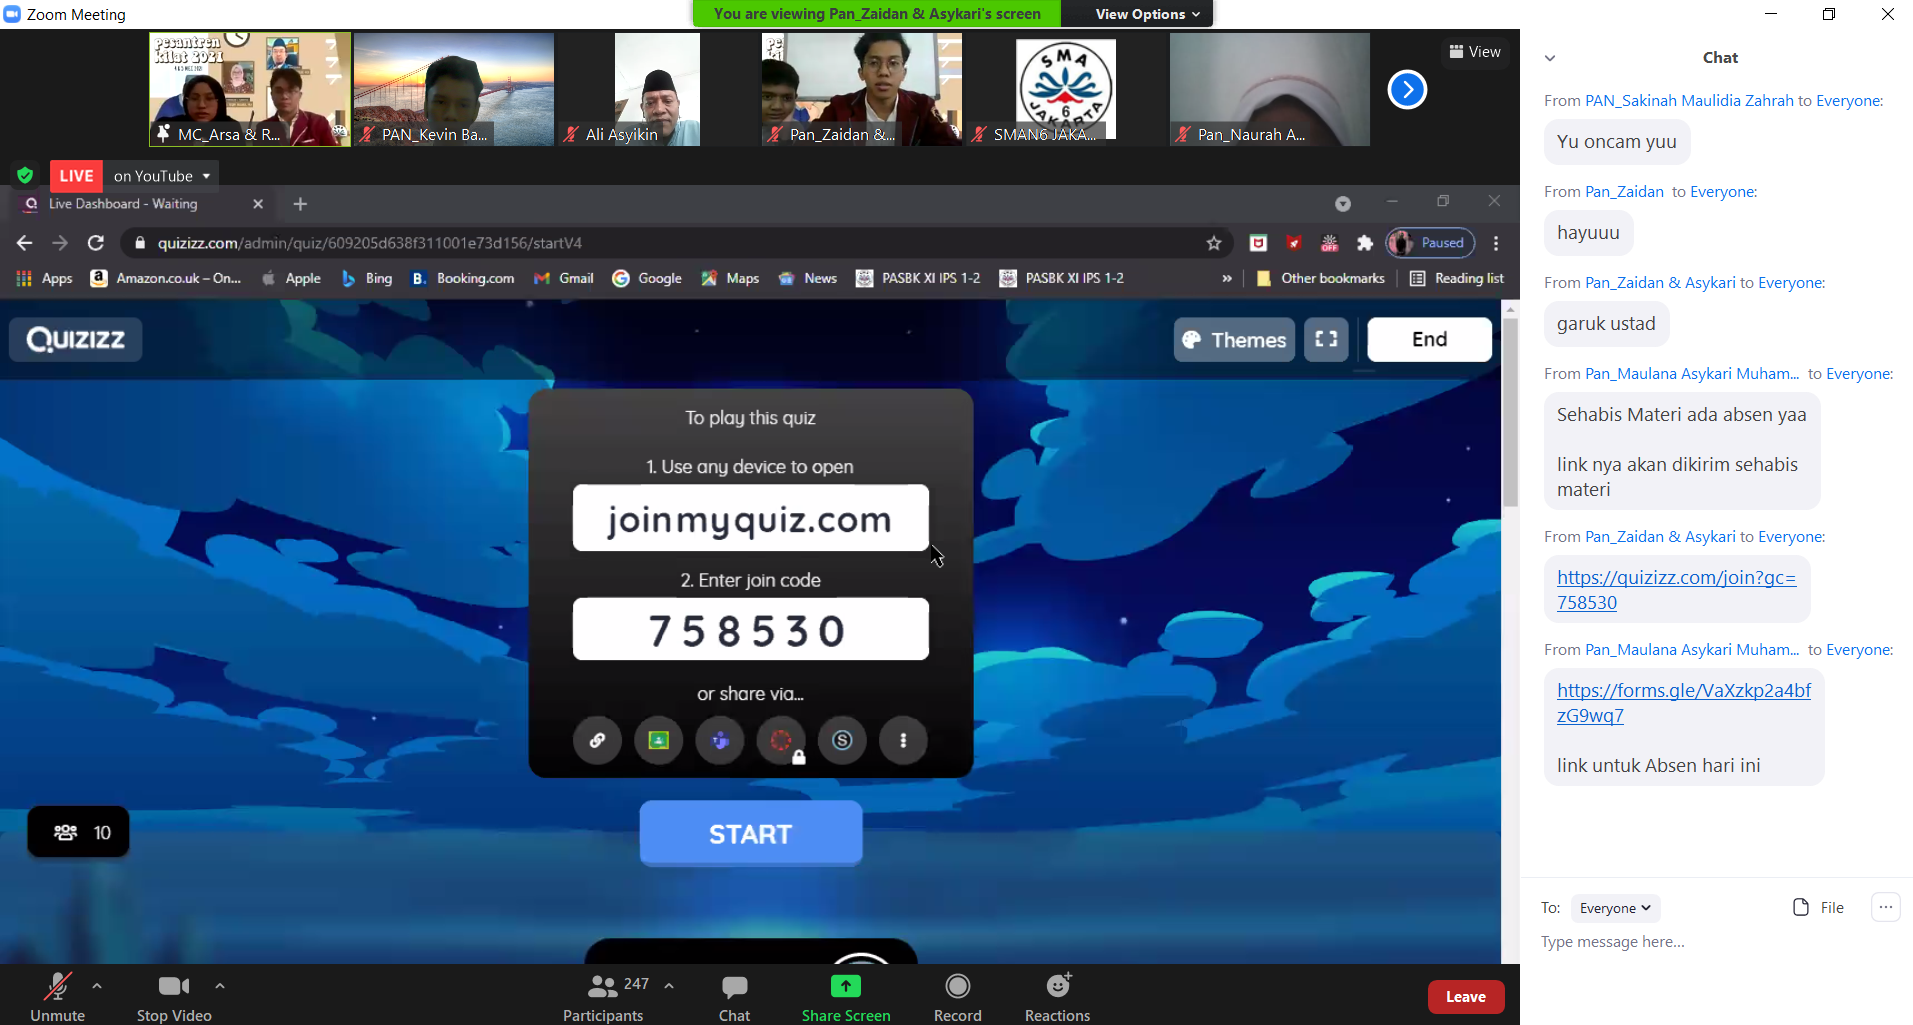 Zoom Meeting
You are viewing Pan_Zaidan & Asykari's screen
View Options
pesantren
kilat 2021
MC_Arsa & R...
PAN_Kevin Ba...
Ali Asyikin
Pan_Zaidan &...
SMA
6
JAKARTA
SMAN6 JAKA...
Pan_Naurah A...
View
LIVE on YouTube
Live Dashboard - Waiting
quizizz.com/admin/quiz/609205d638f311001e73d156/startV4
OFF
Paused
Apps
Amazon.co.uk – On...
Apple
Bing
Booking.com
Gmail
Google
Maps
News
PASBK XI IPS 1-2
PASBK XI IPS 1-2
»
Other bookmarks
Reading list
Quizizz
Themes
End
To play this quiz
1. Use any device to open
joinmyquiz.com
2. Enter join code
758530
or share via...
START
10
Unmute
Stop Video
247
Participants
Chat
Share Screen
Record
Reactions
Leave
Chat
From PAN_Sakinah Maulidia Zahrah to Everyone:
Yu oncam yuu
From Pan_Zaidan to Everyone:
hayuuu
From Pan_Zaidan & Asykari to Everyone:
garuk ustad
From Pan_Maulana Asykari Muham... to Everyone:
Sehabis Materi ada absen yaa
link nya akan dikirim sehabis
materi
From Pan_Zaidan & Asykari to Everyone:
https://quizizz.com/join?gc=
758530
From Pan_Maulana Asykari Muham... to Everyone:
https://forms.gle/VaXzkp2a4bf
zG9wq7
link untuk Absen hari ini
To: Everyone
File
...
Type message here...